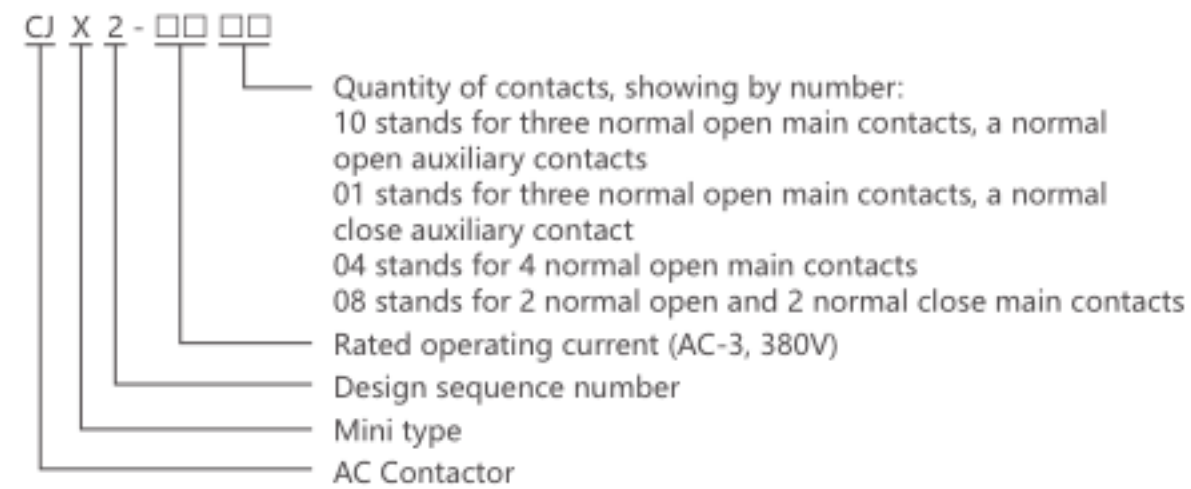 CJ X 2 - □□ □□
Quantity of contacts, showing by number:
10 stands for three normal open main contacts, a normal
open auxiliary contacts
01 stands for three normal open main contacts, a normal
close auxiliary contact
04 stands for 4 normal open main contacts
08 stands for 2 normal open and 2 normal close main contacts
Rated operating current (AC-3, 380V)
Design sequence number
Mini type
AC Contactor